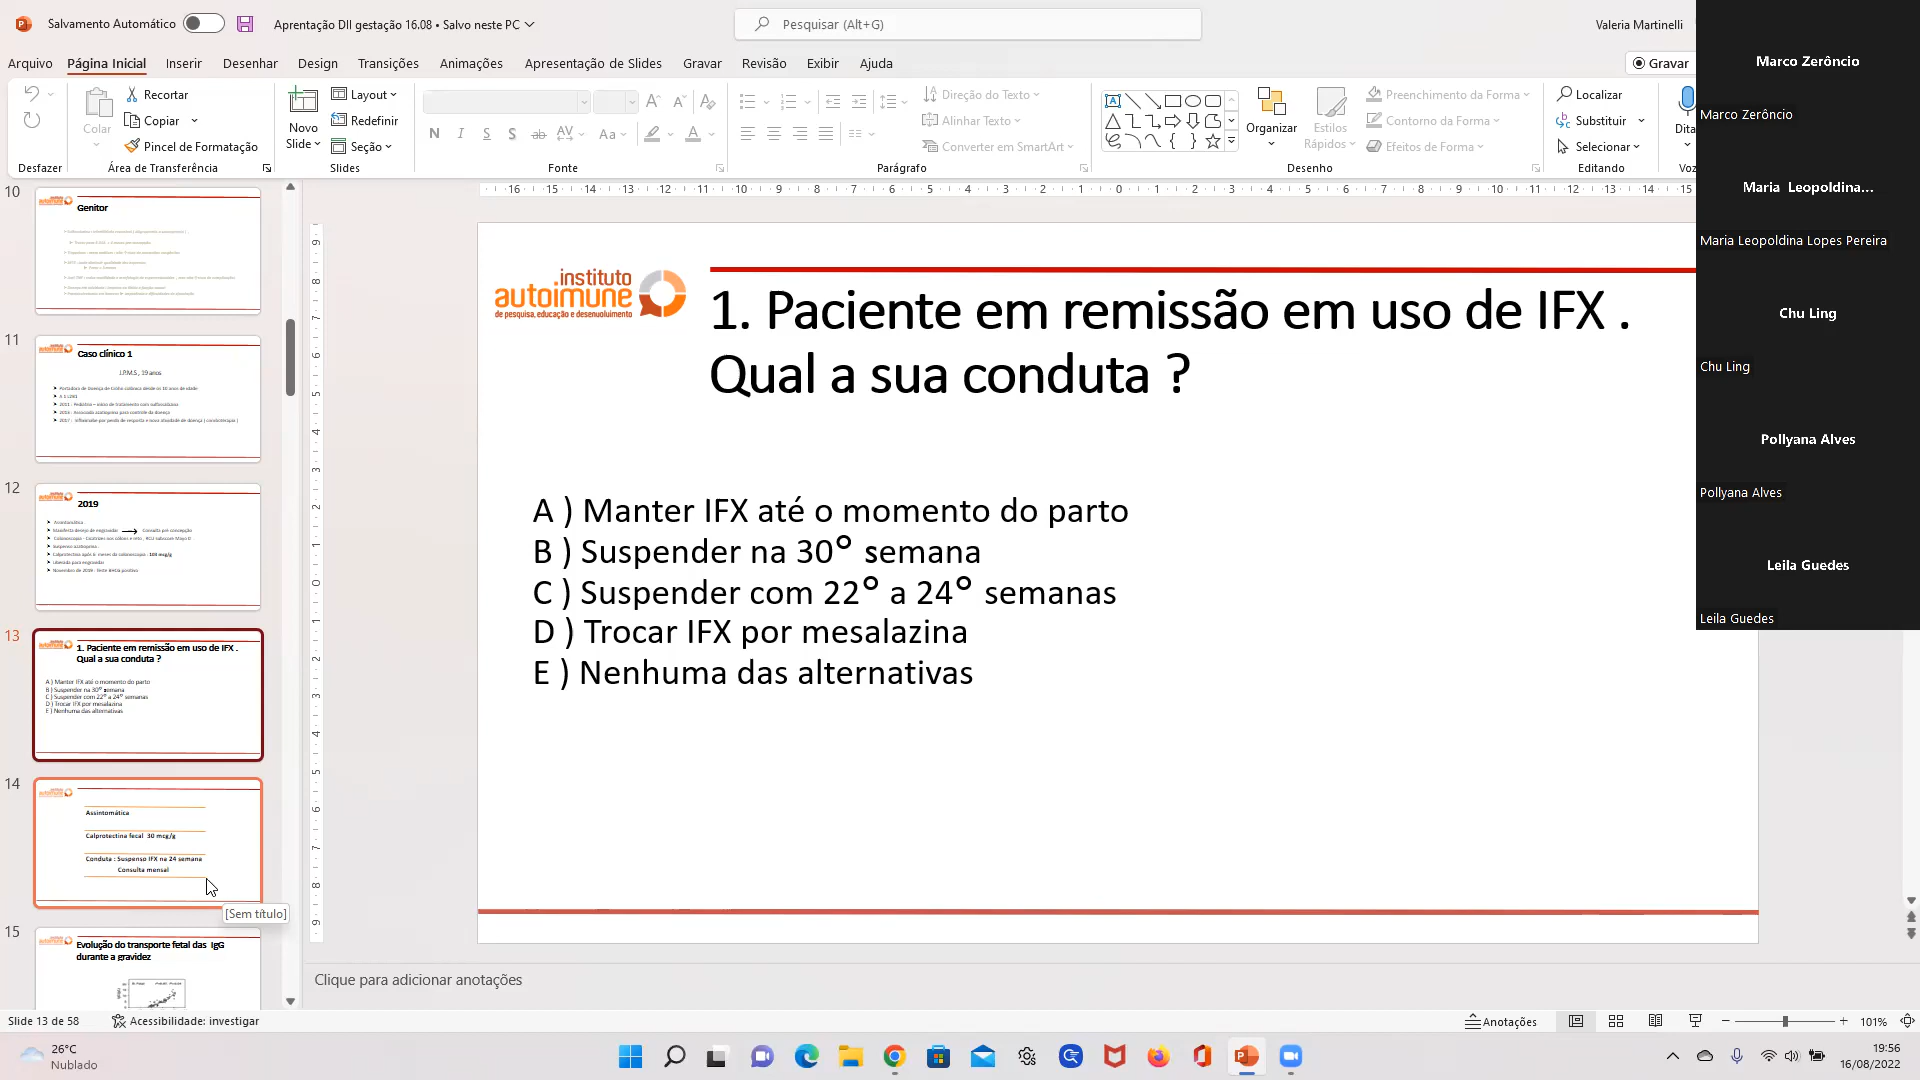 Salvamento Automático
Aprentação DII gestação 16.08 • Salvo neste PC
Pesquisar (Alt+G)
Valeria Martinelli
Arquivo
Página Inicial
Inserir
Desenhar
Design
Transições
Animações
Apresentação de Slides
Gravar
Revisão
Exibir
Ajuda
Gravar
Colar
Recortar
Copiar
Pincel de Formatação
Novo
Slide
Layout
Redefinir
Seção
Direção do Texto
Alinhar Texto
Converter em SmartArt
Organizar
Estilos
Rápidos
Preenchimento da Forma
Contorno da Forma
Efeitos de Forma
Localizar
Substituir
Selecionar
Dita
Desfazer
Área de Transferência
Slides
Fonte
Parágrafo
Desenho
Editando
Voz
10
Genitor
11
Caso clínico 1
J.P.M.S , 19 anos
12
2019
Assintomática
13
1. Paciente em remissão em uso de IFX .
Qual a sua conduta ?
A ) Manter IFX até o momento do parto
B ) Suspender na 30° semana
C ) Suspender com 22° a 24° semanas
D ) Trocar IFX por mesalazina
E ) Nenhuma das alternativas
14
Assintomática
Calprotectina fecal 30 mcg/g
Conduta : Suspenso IFX na 24 semana
Consulta mensal
[Sem título]
15
Evolução do transporte fetal das IgG
durante a gravidez
instituto
autoimune
de pesquisa, educação e desenvolvimento
1. Paciente em remissão em uso de IFX .
Qual a sua conduta ?
A ) Manter IFX até o momento do parto
B ) Suspender na 30° semana
C ) Suspender com 22° a 24° semanas
D ) Trocar IFX por mesalazina
E ) Nenhuma das alternativas
Marco Zerôncio
Marco Zerôncio
Maria Leopoldina...
Maria Leopoldina Lopes Pereira
Chu Ling
Chu Ling
Pollyana Alves
Pollyana Alves
Leila Guedes
Leila Guedes
Clique para adicionar anotações
Slide 13 de 58
Acessibilidade: investigar
Anotações
101%
26°C
Nublado
19:56
16/08/2022